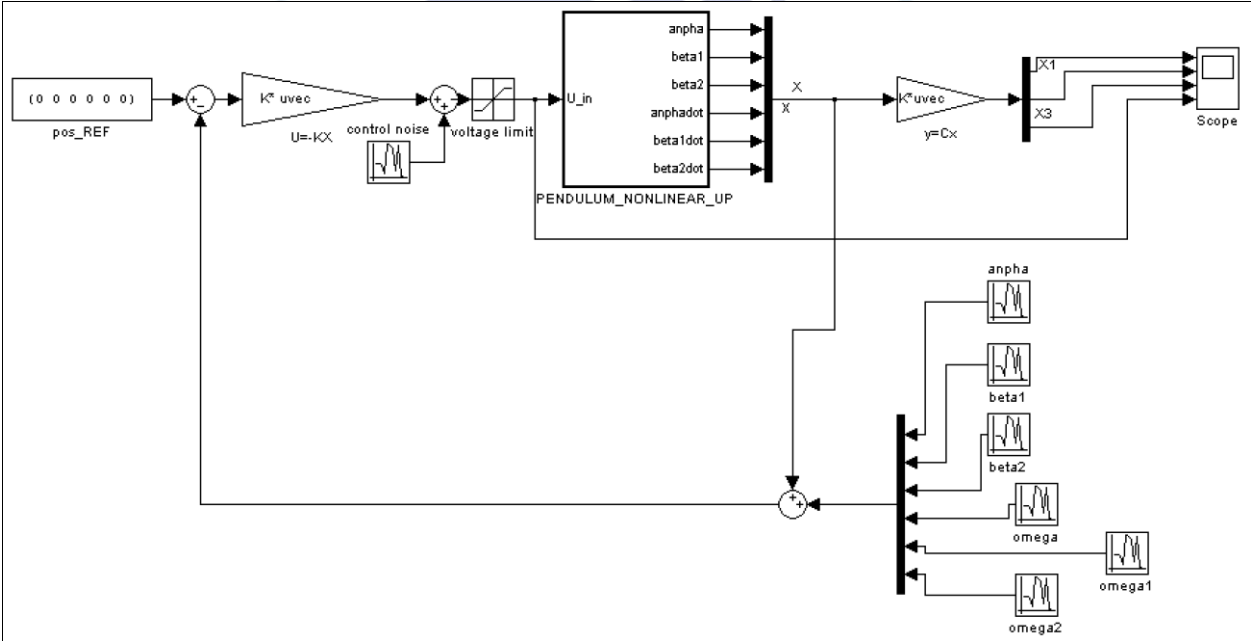 (0 0 0 0 0 0)
pos_REF
K* uvec
U=-KX
control noise
voltage limit
U_in
anpha
beta1
beta2
anphadot
beta1dot
beta2dot
PENDULUM_NONLINEAR_UP
X
X
K*uvec
y=Cx
X1
X3
Scope
anpha
beta1
beta2
omega
omega1
omega2